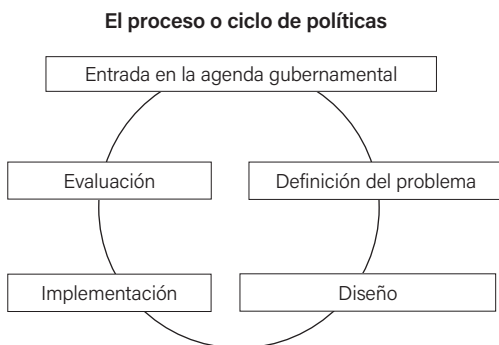 El proceso o ciclo de políticas
Entrada en la agenda gubernamental
Evaluación
Definición del problema
Implementación
Diseño